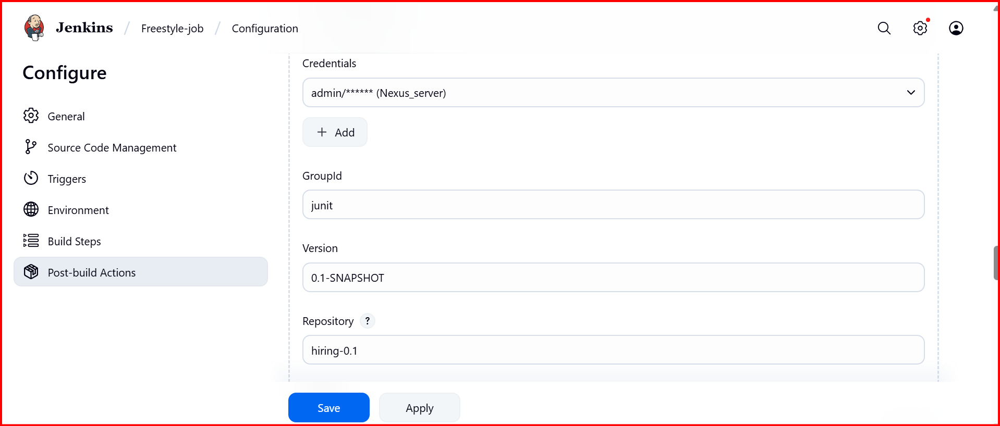 Jenkins / Freestyle-job / Configuration
Configure
General
Source Code Management
Triggers
Environment
Build Steps
Post-build Actions
Credentials
admin/****** (Nexus_server)
+ Add
GroupId
junit
Version
0.1-SNAPSHOT
Repository ?
hiring-0.1
Save Apply